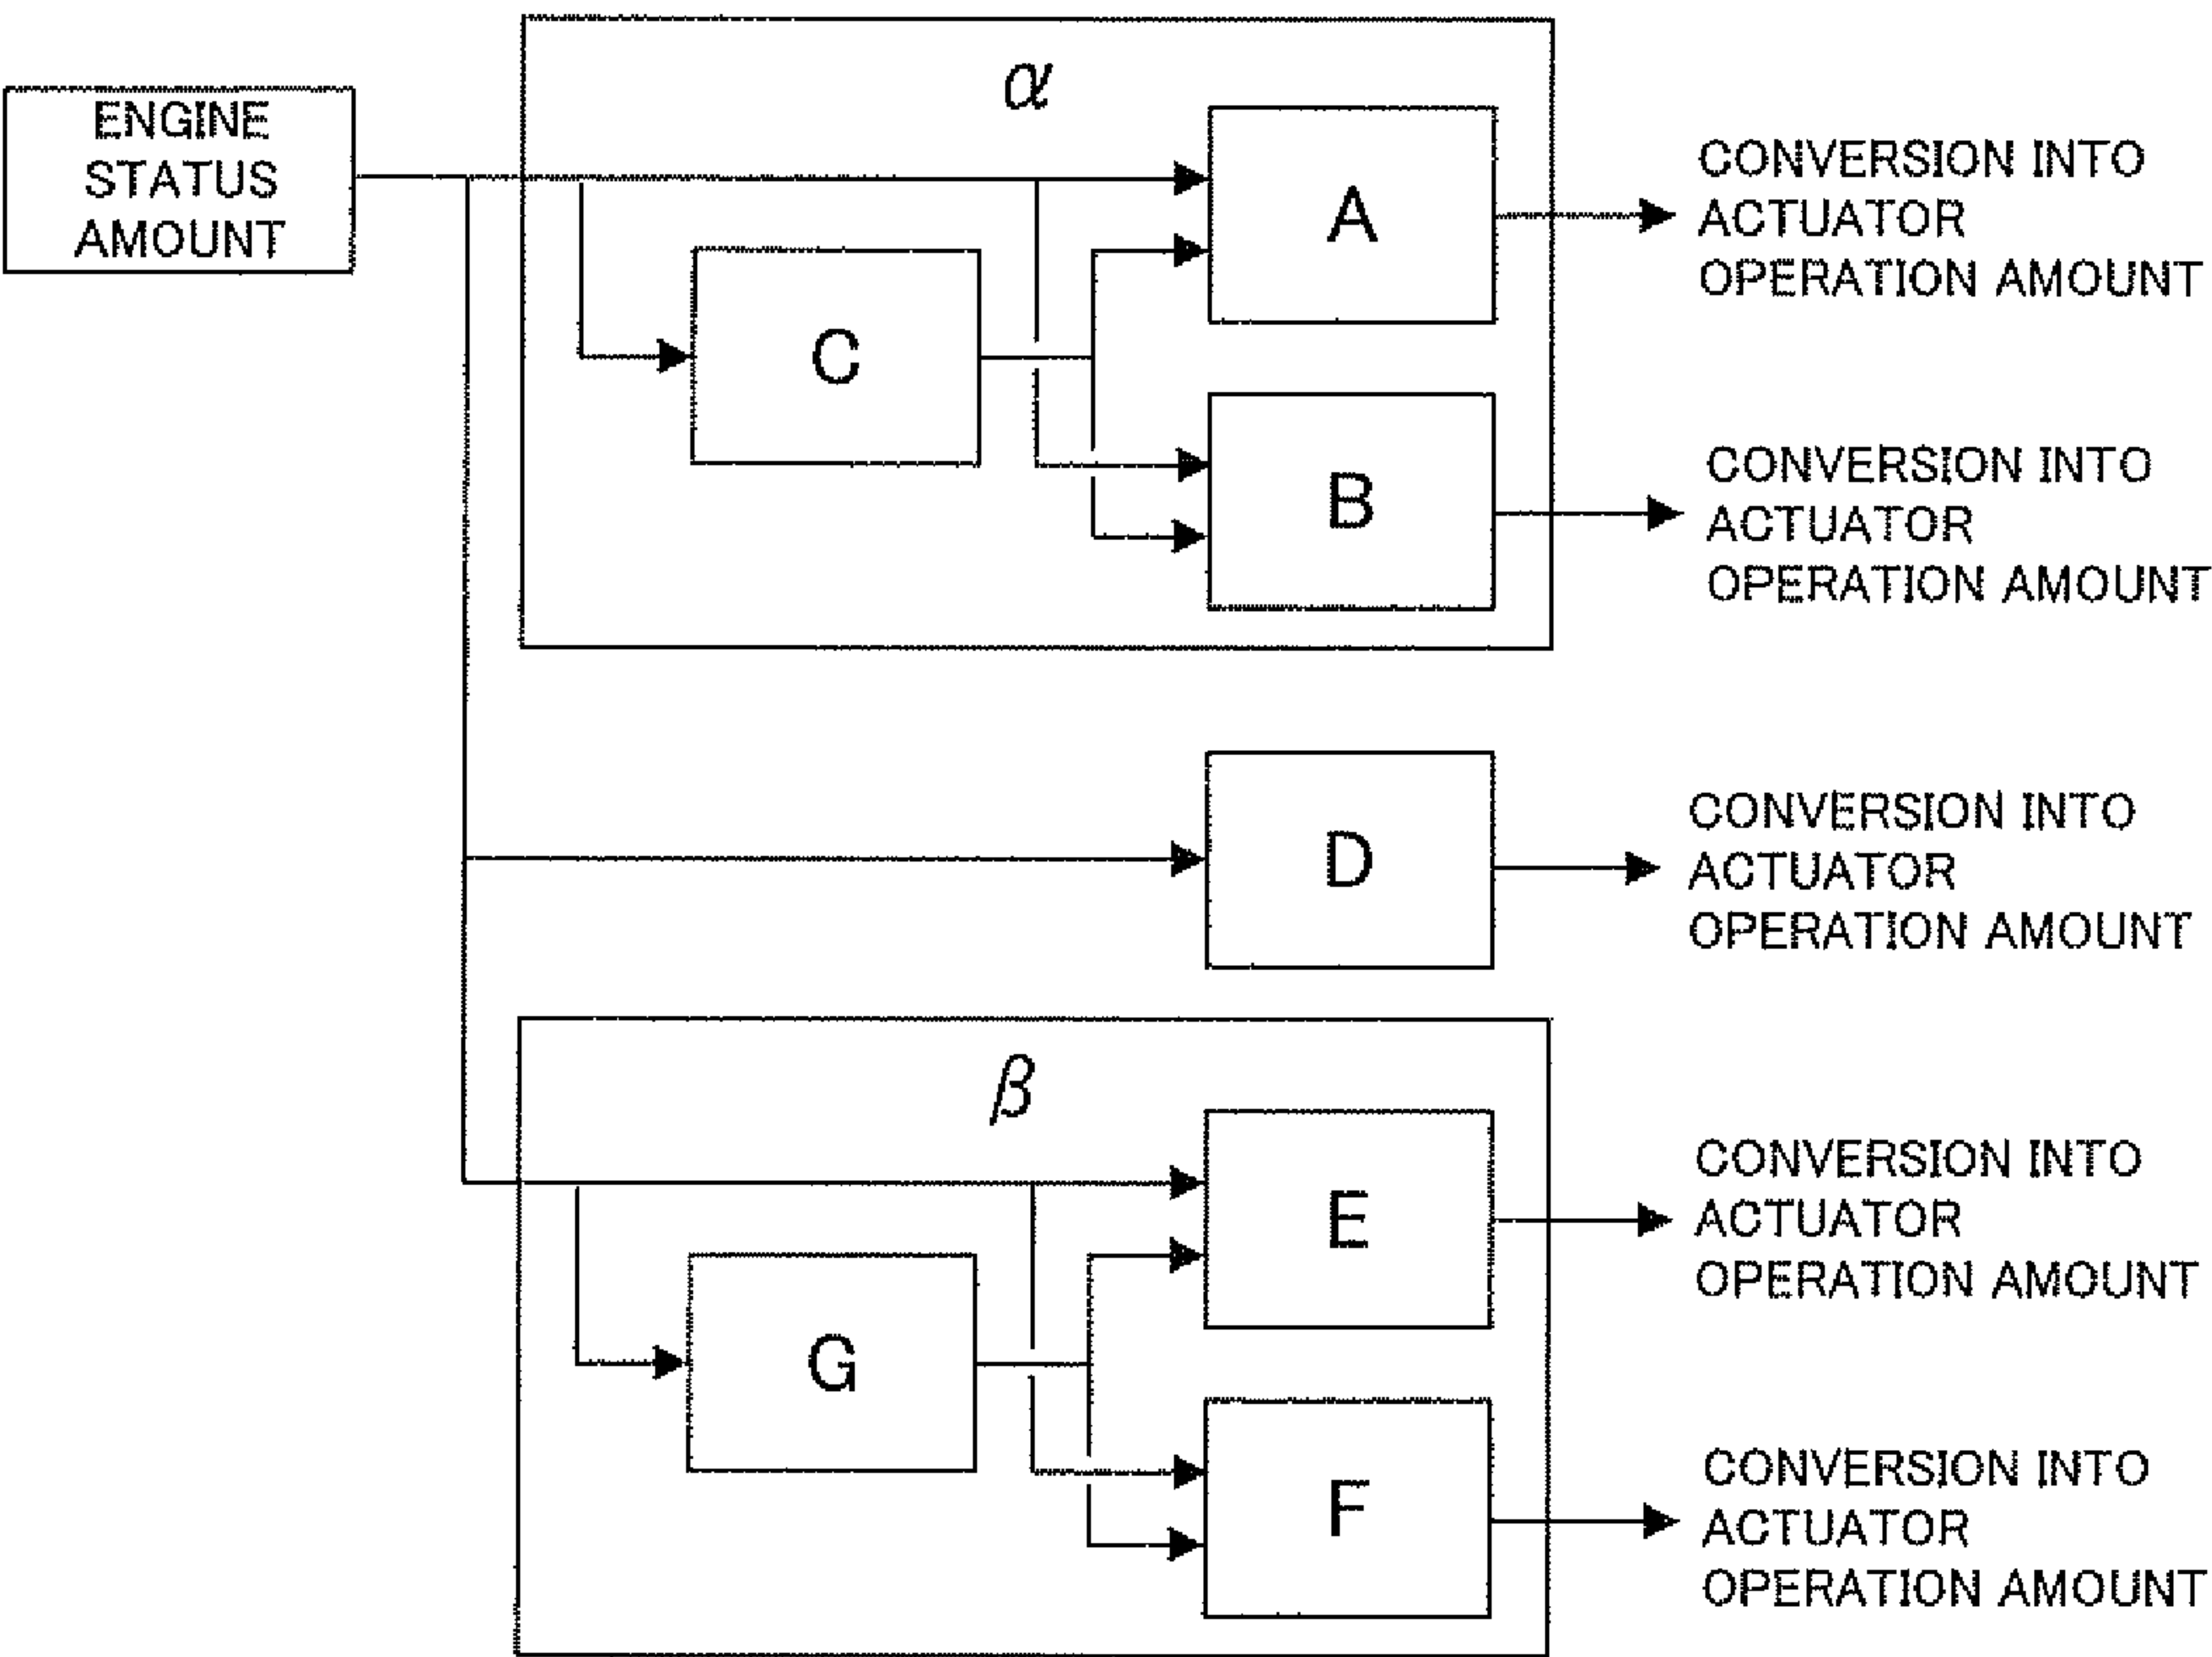 α
ENGINE
STATUS
AMOUNT
A
CONVERSION INTO
ACTUATOR
OPERATION AMOUNT
C
B
CONVERSION INTO
ACTUATOR
OPERATION AMOUNT
D
CONVERSION INTO
ACTUATOR
OPERATION AMOUNT
β
E
CONVERSION INTO
ACTUATOR
OPERATION AMOUNT
G
F
CONVERSION INTO
ACTUATOR
OPERATION AMOUNT